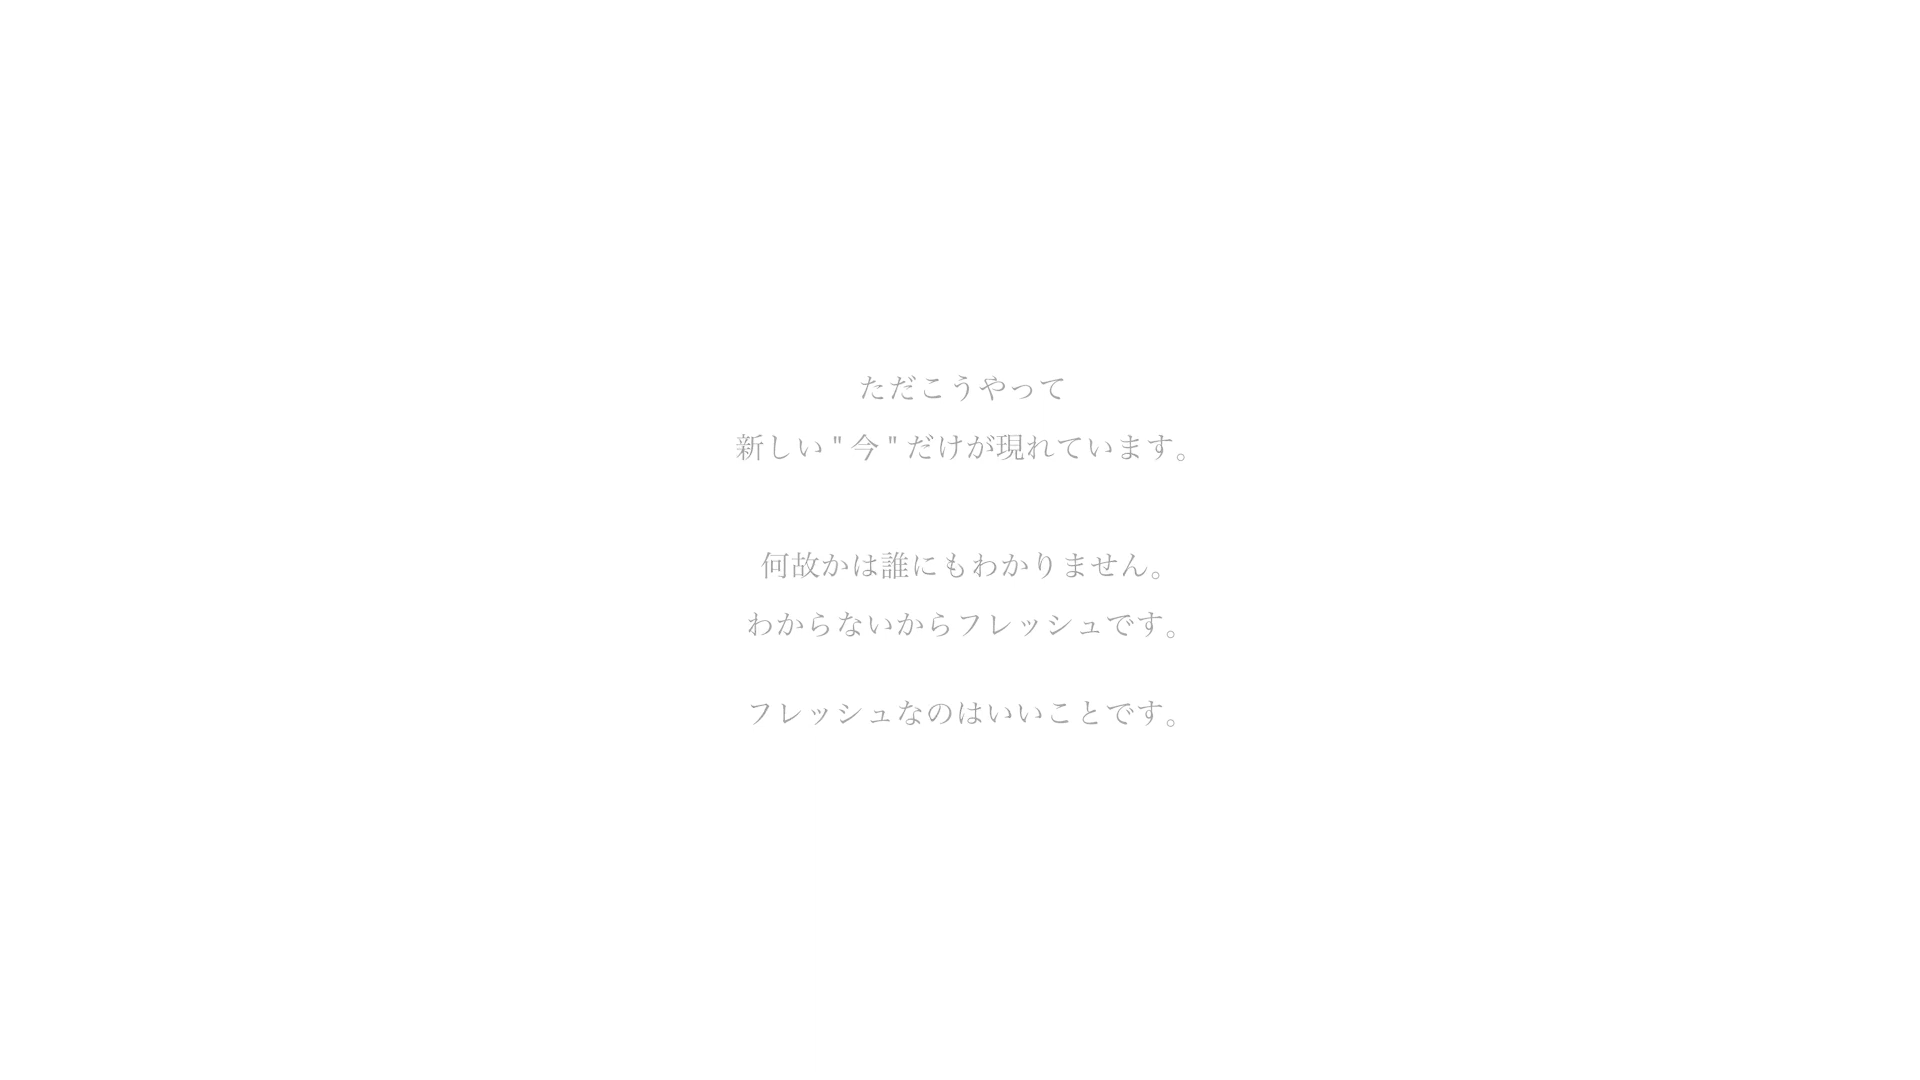 ただこうやって
新しい " 今 " だけが現れています。
何故かは誰にもわかりません。
わからないからフレッシュです。
フレッシュなのはいいことです。